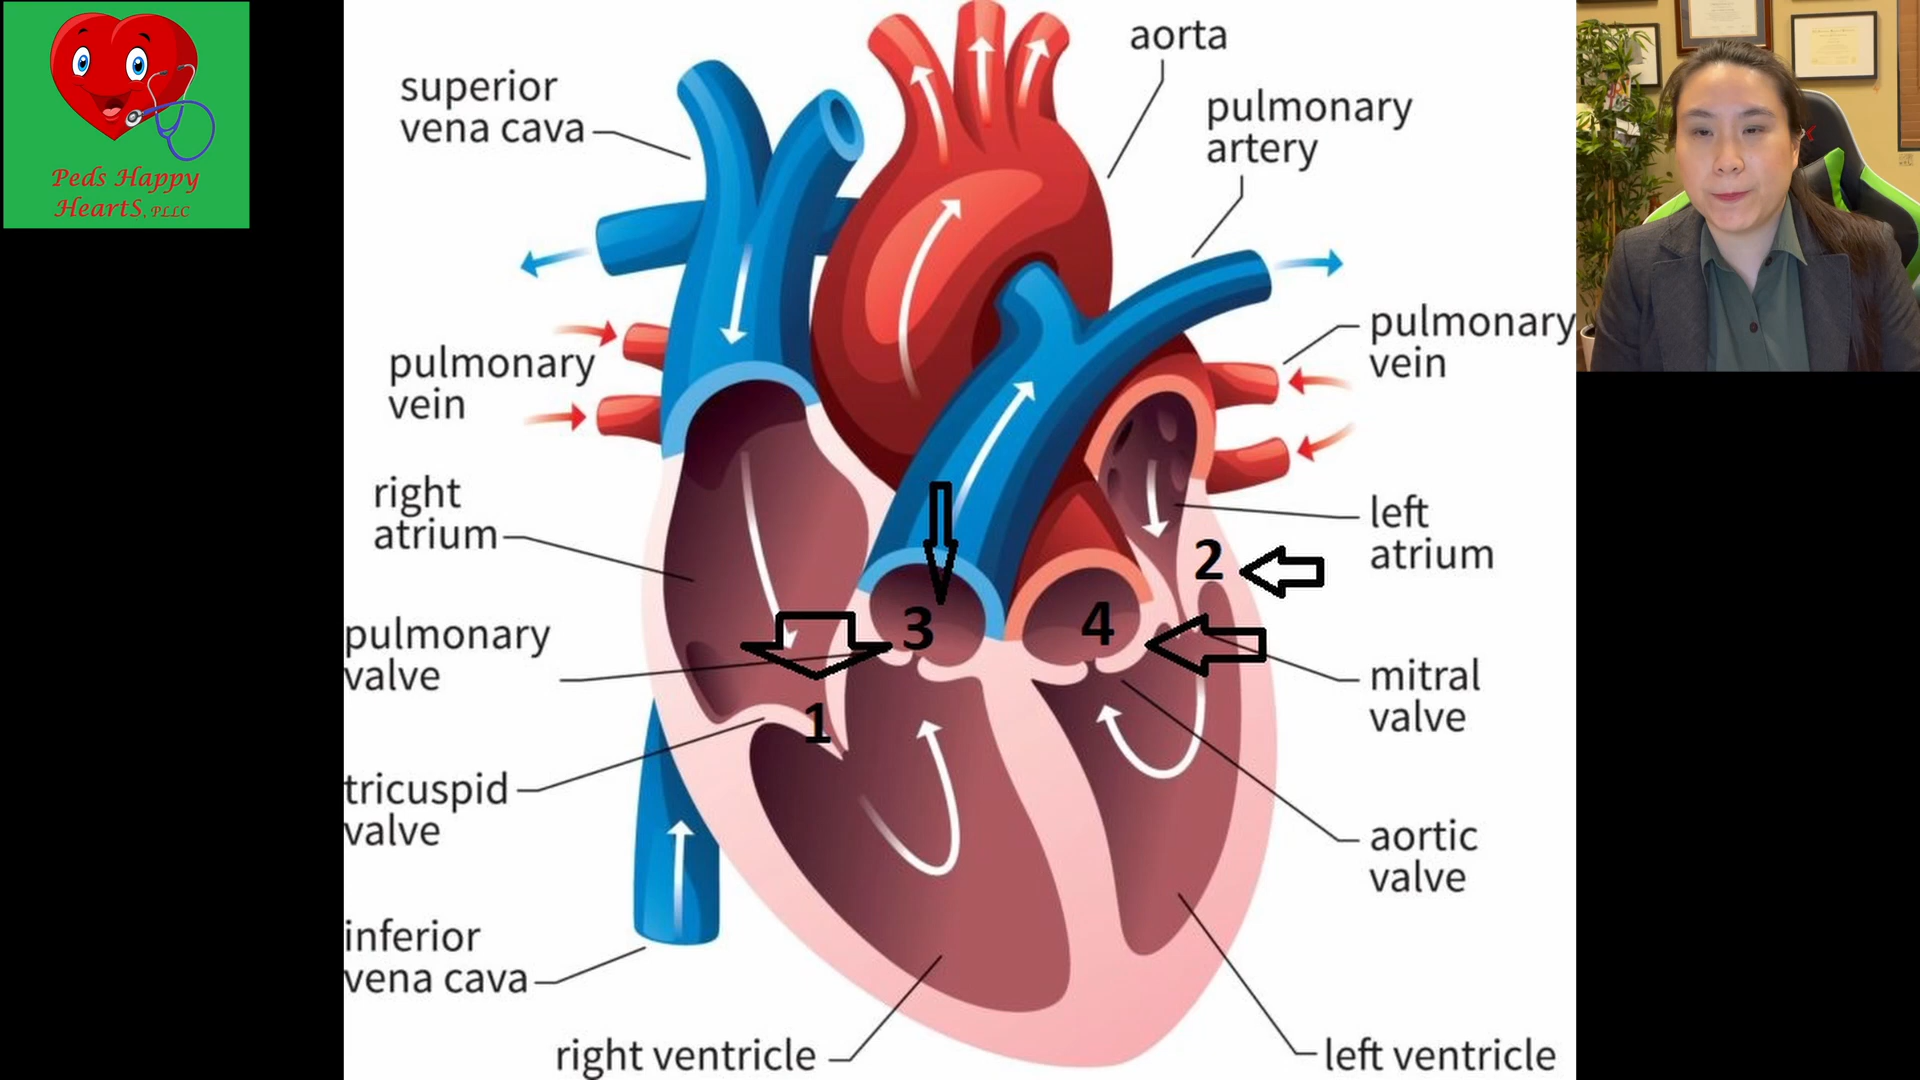 Peds Happy
HeartS, PLLC
superior
vena cava
aorta
pulmonary
artery
pulmonary
vein
pulmonary
vein
right
atrium
left
atrium
pulmonary
valve
mitral
valve
tricuspid
valve
aortic
valve
inferior
vena cava
right ventricle
left ventricle
1
2
3
4